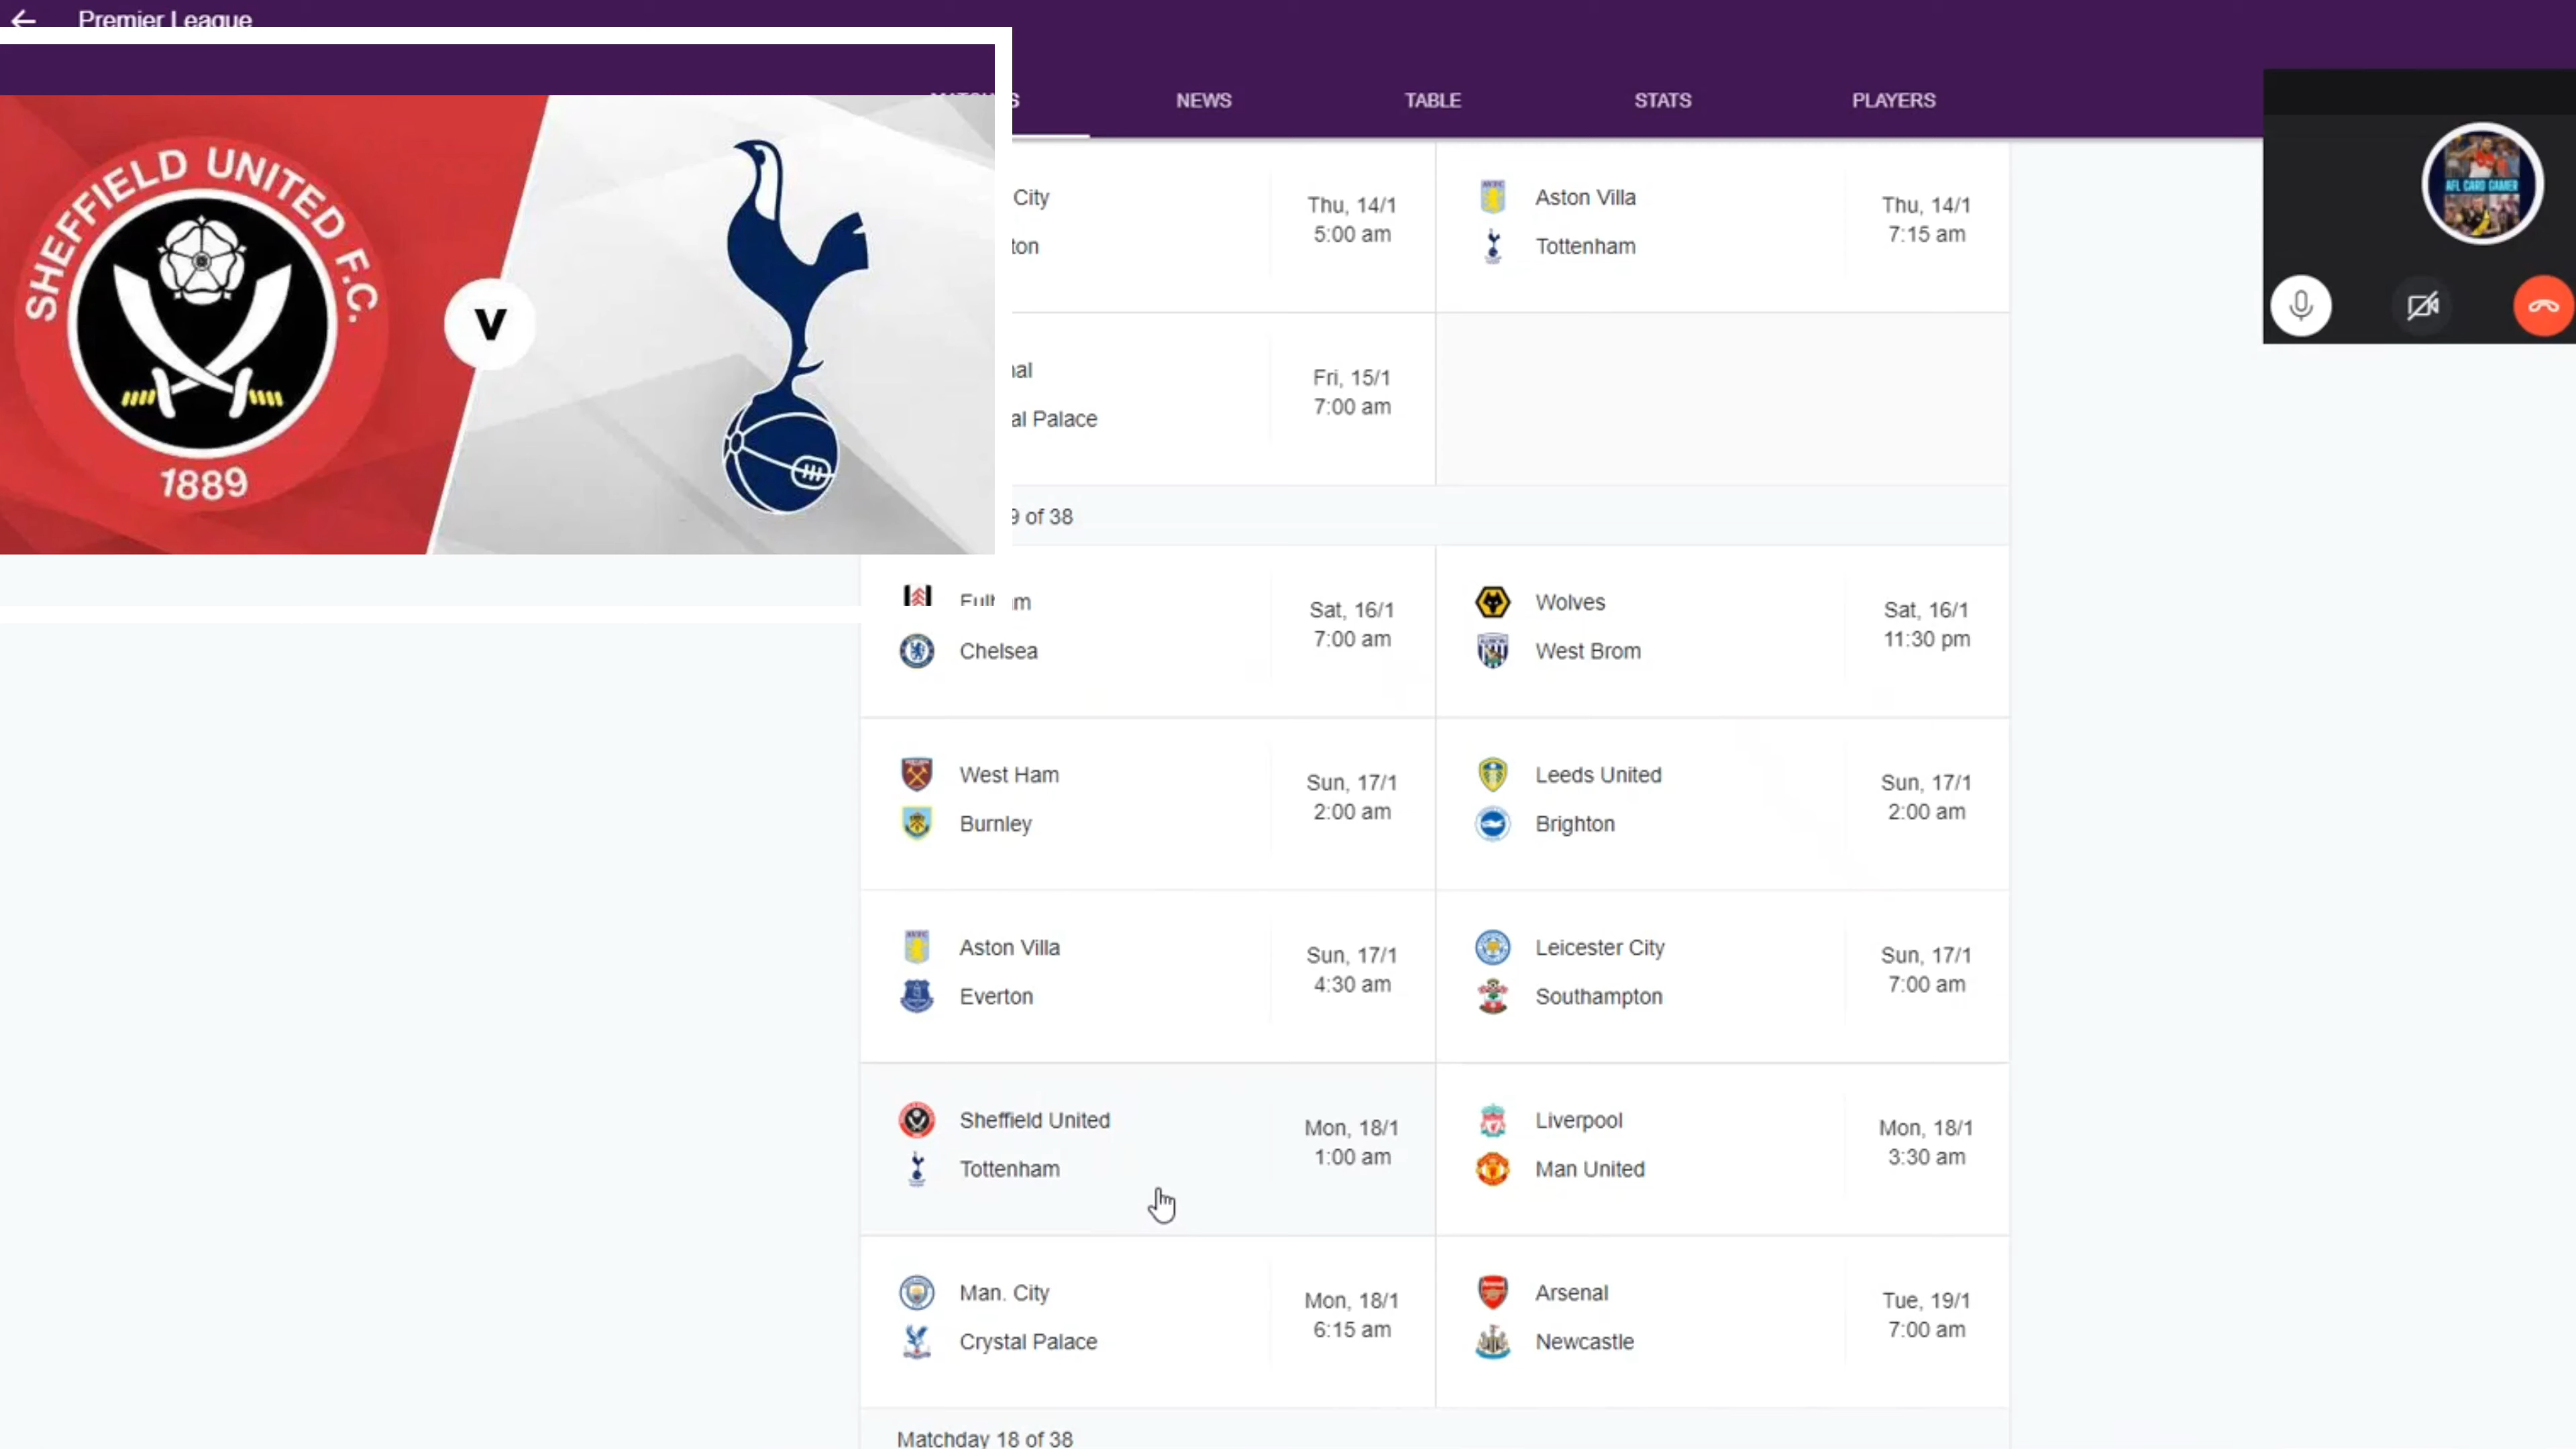 Premier League
NEWS
TABLE
STATS
PLAYERS
SHEFFIELD UNITED F.C.
1889
V
AFL CARD GAMER
City
Thu, 14/1
5:00 am
Aston Villa
Tottenham
Thu, 14/1
7:15 am
Fri, 15/1
7:00 am
Palace
of 38
Chelsea
Sat, 16/1
7:00 am
Wolves
West Brom
Sat, 16/1
11:30 pm
West Ham
Burnley
Sun, 17/1
2:00 am
Leeds United
Brighton
Sun, 17/1
2:00 am
Aston Villa
Everton
Sun, 17/1
4:30 am
Leicester City
Southampton
Sun, 17/1
7:00 am
Sheffield United
Tottenham
Mon, 18/1
1:00 am
Liverpool
Man United
Mon, 18/1
3:30 am
Man. City
Crystal Palace
Mon, 18/1
6:15 am
Arsenal
Newcastle
Tue, 19/1
7:00 am
Matchday 18 of 38